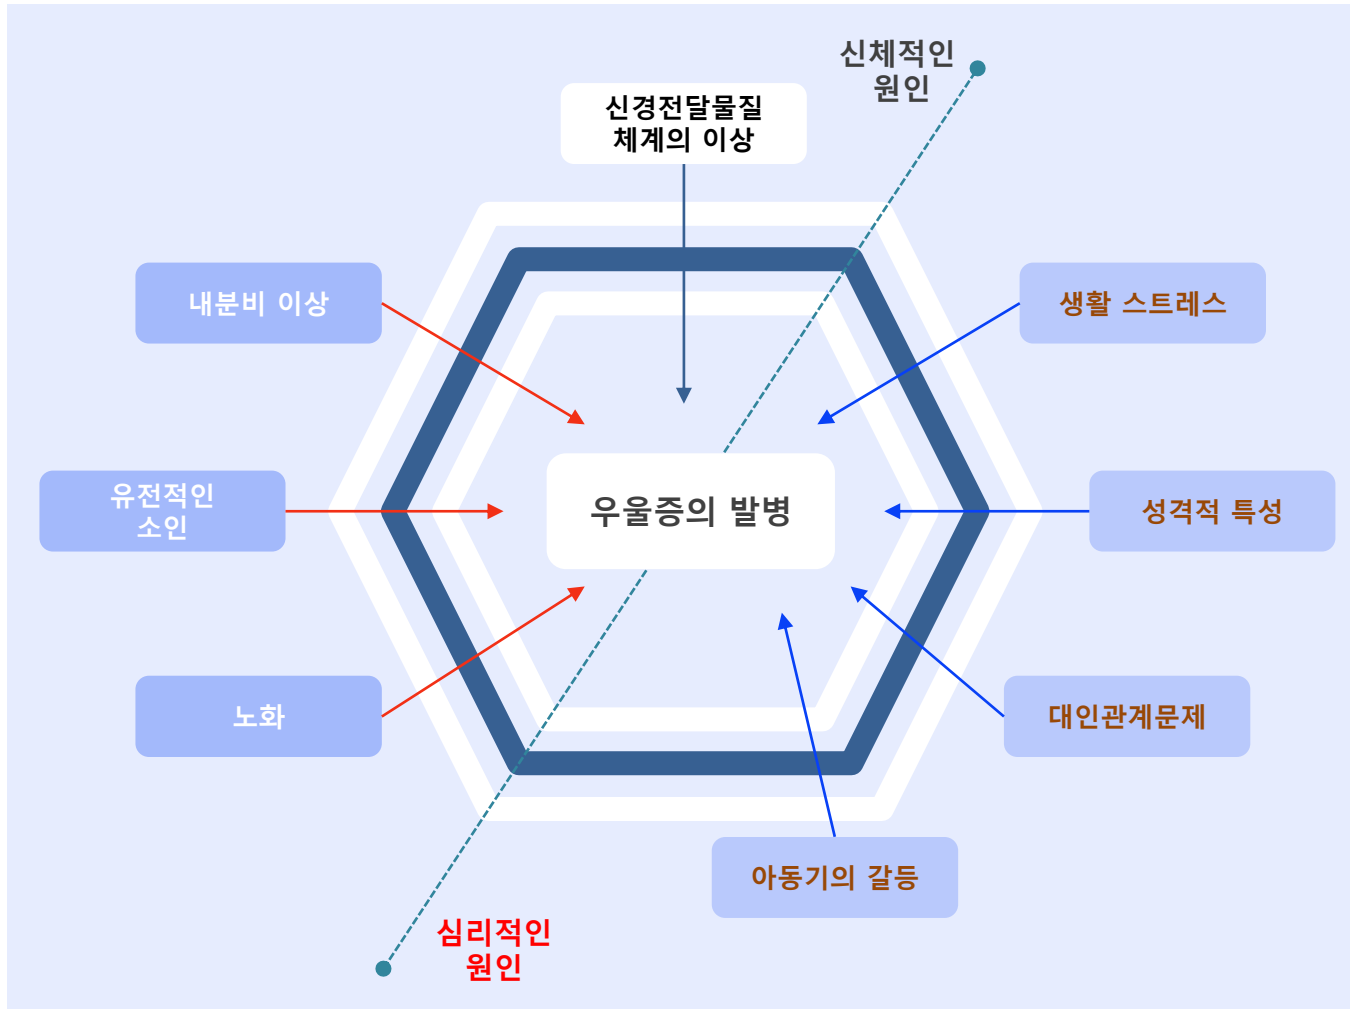 신체적인
원인
신경전달물질
체계의 이상
내분비 이상
생활 스트레스
유전적인
소인
우울증의 발병
성격적 특성
노화
대인관계문제
아동기의 갈등
심리적인
원인